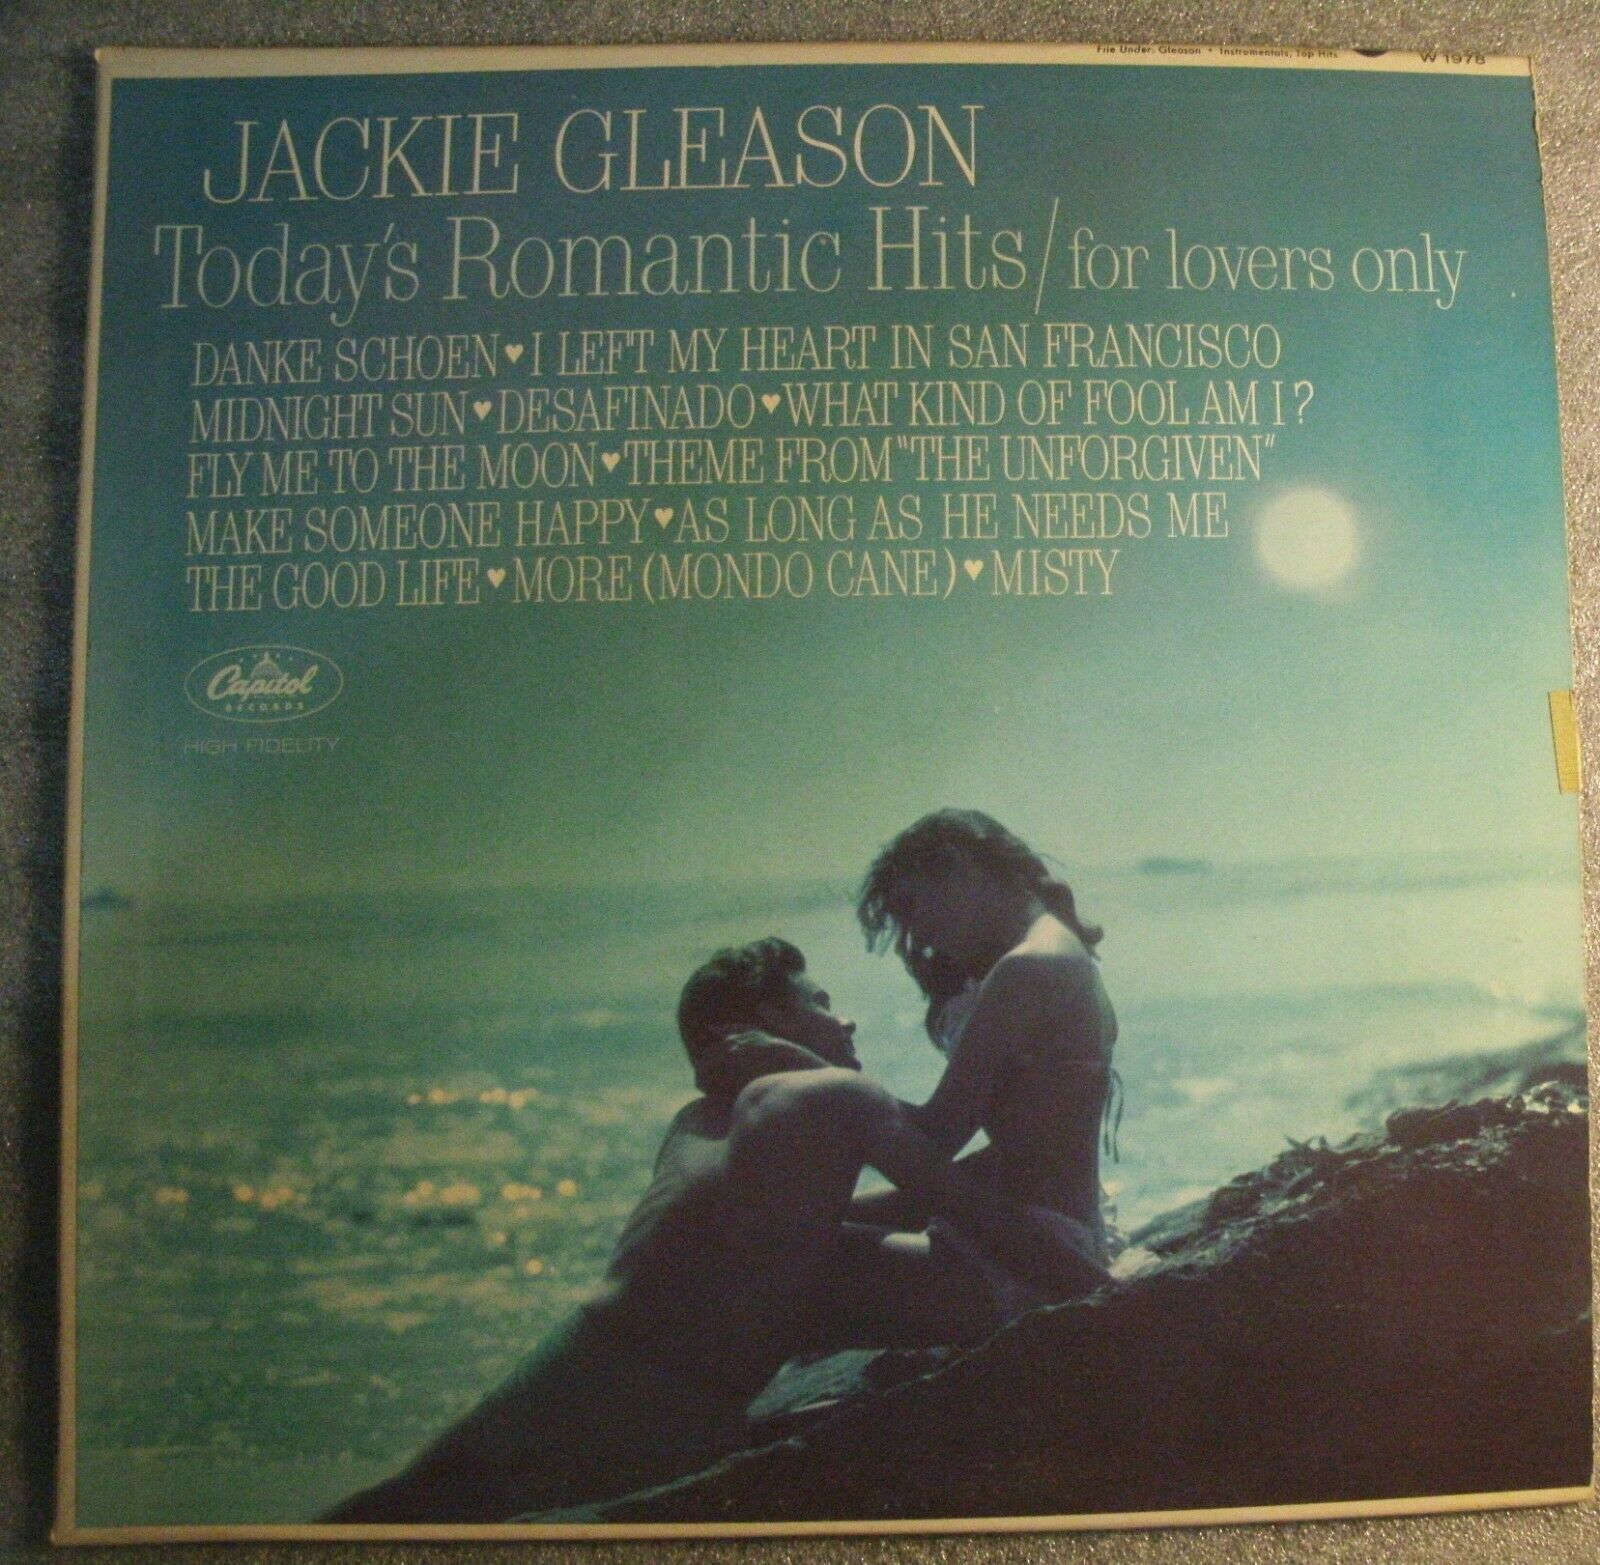 File Under: Gleason • Instrumentals, Top Hits
W 1978
JACKIE GLEASON
Today's Romantic Hits/for lovers only
DANKE SCHOEN♥I LEFT MY HEART IN SAN FRANCISCO
MIDNIGHT SUN♥DESAFINADO♥WHAT KIND OF FOOL AM I?
FLY ME TO THE MOON♥THEME FROM "THE UNFORGIVEN"
MAKE SOMEONE HAPPY♥AS LONG AS HE NEEDS ME
THE GOOD LIFE♥MORE (MONDO CANE)♥MISTY
Capitol
RECORDS
HIGH FIDELITY